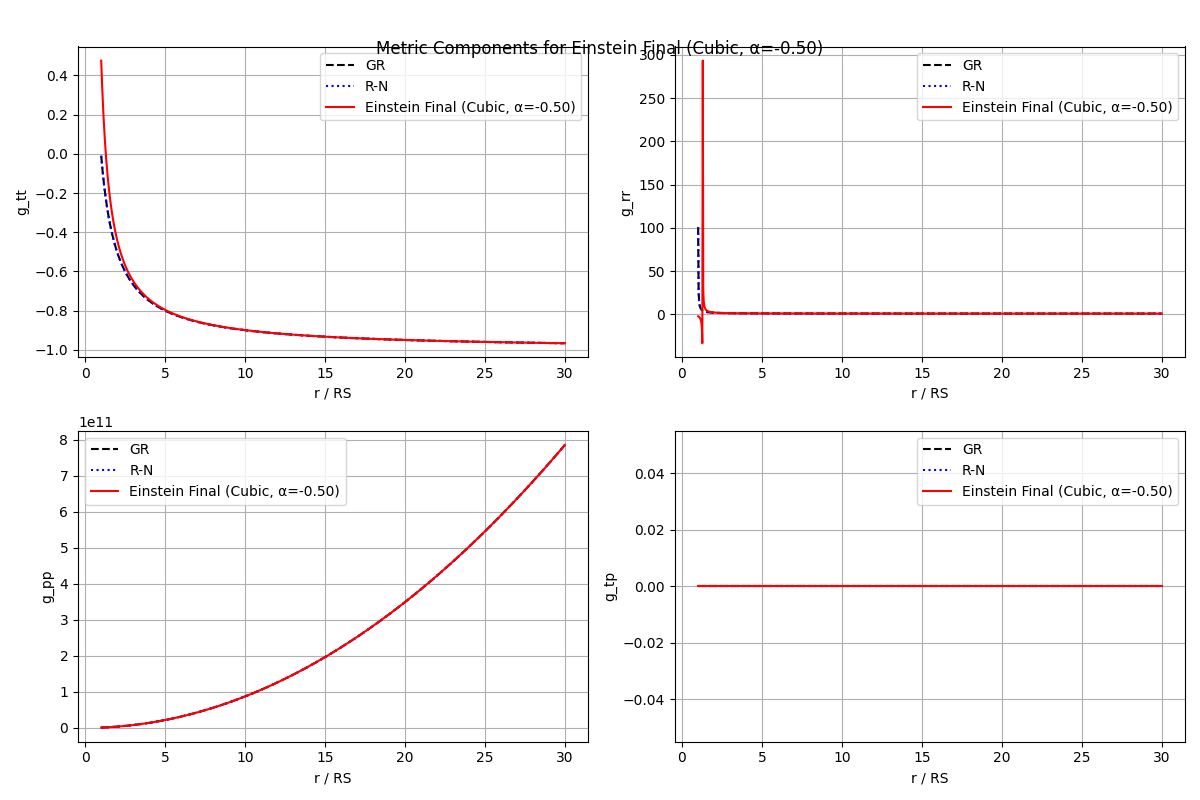 Metric Components for Einstein Final (Cubic, α=-0.50)
g_tt
0.4
0.2
0.0
−0.2
−0.4
−0.6
−0.8
−1.0
GR
R-N
Einstein Final (Cubic, α=-0.50)
0 5 10 15 20 25 30
r / RS
g_rr
300
250
200
150
100
50
0
GR
R-N
Einstein Final (Cubic, α=-0.50)
0 5 10 15 20 25 30
r / RS
1e11
g_pp
8
7
6
5
4
3
2
1
0
GR
R-N
Einstein Final (Cubic, α=-0.50)
0 5 10 15 20 25 30
r / RS
g_tp
0.04
0.02
0.00
−0.02
−0.04
GR
R-N
Einstein Final (Cubic, α=-0.50)
0 5 10 15 20 25 30
r / RS